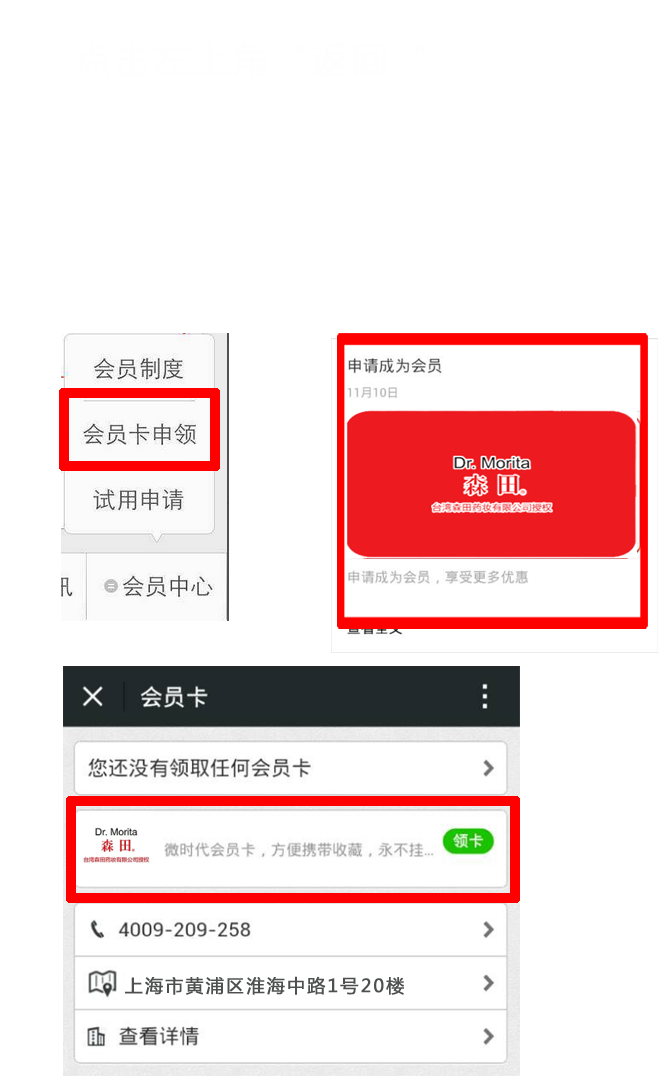 会员制度
会员卡申领
试用申请
讯
会员中心
申请成为会员
11月10日
Dr. Morita
森田®
台湾森田药妆有限公司授权
申请成为会员，享受更多优惠
查看全文
会员卡
您还没有领取任何会员卡
Dr. Morita
森田®
台湾森田药妆有限公司授权
微时代会员卡，方便携带收藏，永不挂...
领卡
4009-209-258
上海市黄浦区淮海中路1号20楼
查看详情